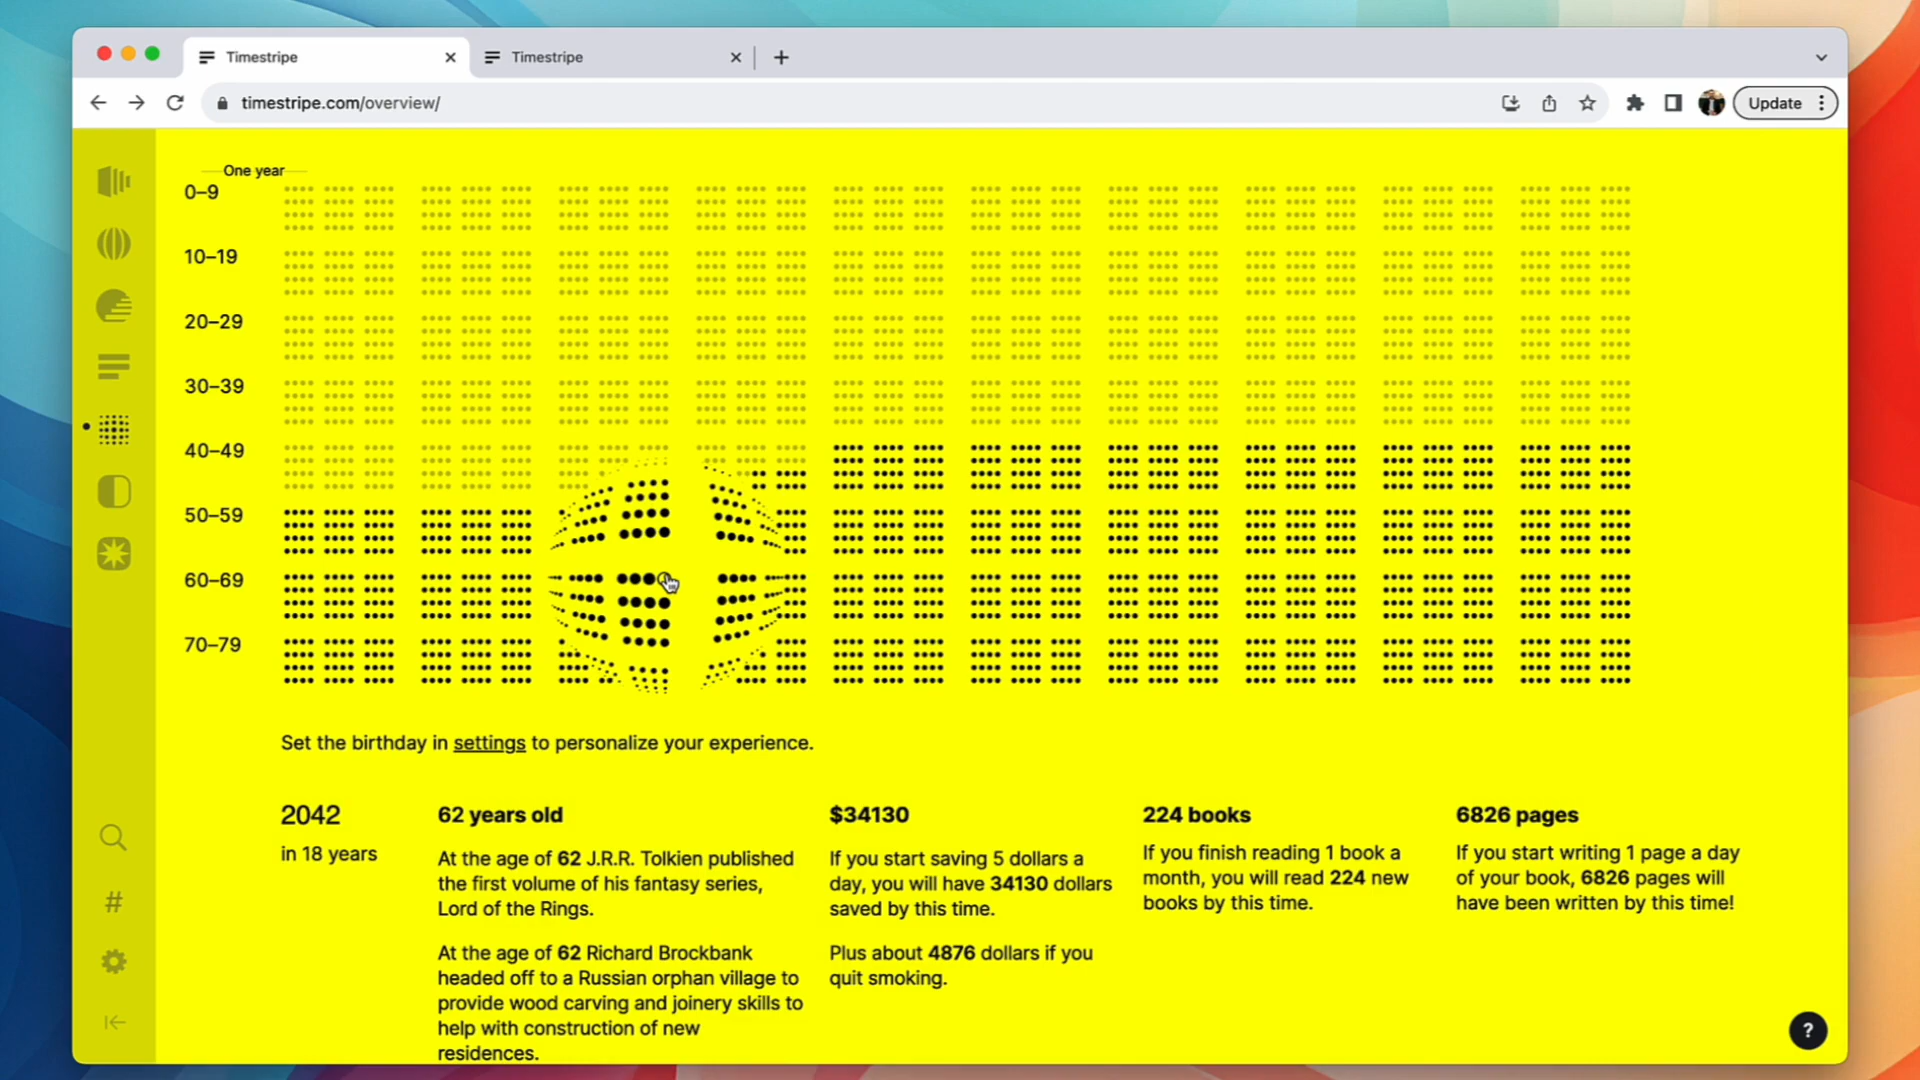 Timestripe
Timestripe
timestripe.com/overview/
Update
One year
0–9
10–19
20–29
30–39
40–49
50–59
60–69
70–79
Set the birthday in settings to personalize your experience.
2042
in 18 years
62 years old
At the age of 62 J.R.R. Tolkien published
the first volume of his fantasy series,
Lord of the Rings.
At the age of 62 Richard Brockbank
headed off to a Russian orphan village to
provide wood carving and joinery skills to
help with construction of new
residences.
$34130
If you start saving 5 dollars a
day, you will have 34130 dollars
saved by this time.
Plus about 4876 dollars if you
quit smoking.
224 books
If you finish reading 1 book a
month, you will read 224 new
books by this time.
6826 pages
If you start writing 1 page a day
of your book, 6826 pages will
have been written by this time!
#
?